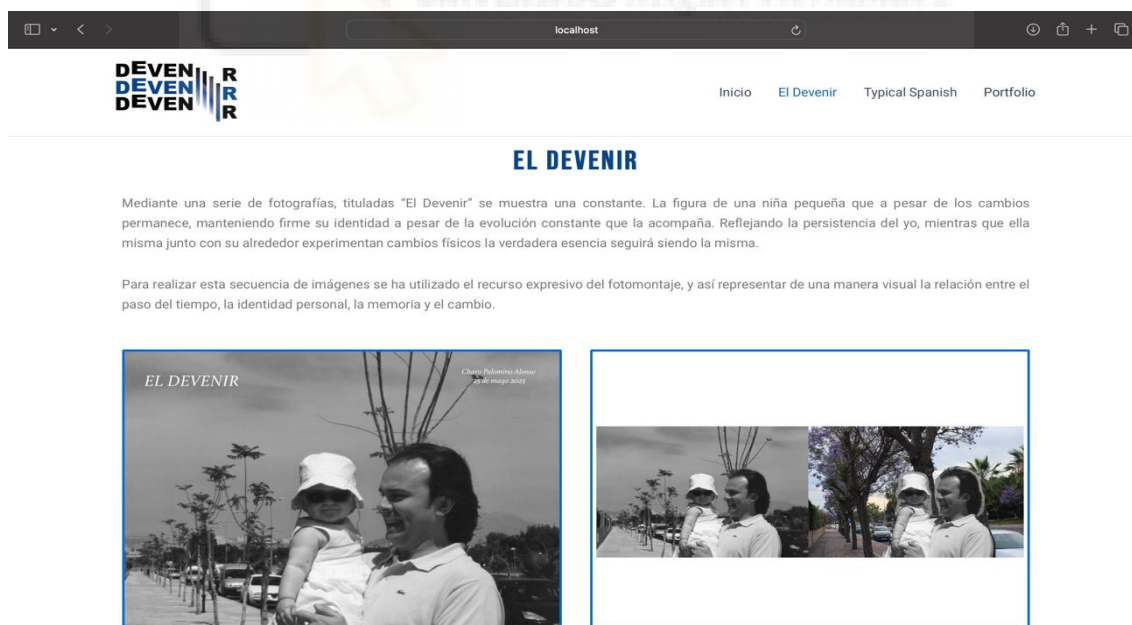 localhost
DEVEN R
DEVEN R
DEVEN R
Inicio El Devenir Typical Spanish Portfolio
EL DEVENIR
Mediante una serie de fotografías, tituladas “El Devenir” se muestra una constante. La figura de una niña pequeña que a pesar de los cambios
permanece, manteniendo firme su identidad a pesar de la evolución constante que la acompaña. Reflejando la persistencia del yo, mientras que ella
misma junto con su alrededor experimentan cambios físicos la verdadera esencia seguirá siendo la misma.
Para realizar esta secuencia de imágenes se ha utilizado el recurso expresivo del fotomontaje, y así representar de una manera visual la relación entre el
paso del tiempo, la identidad personal, la memoria y el cambio.
EL DEVENIR
Charo Palomino Alonso
25 de mayo 2023